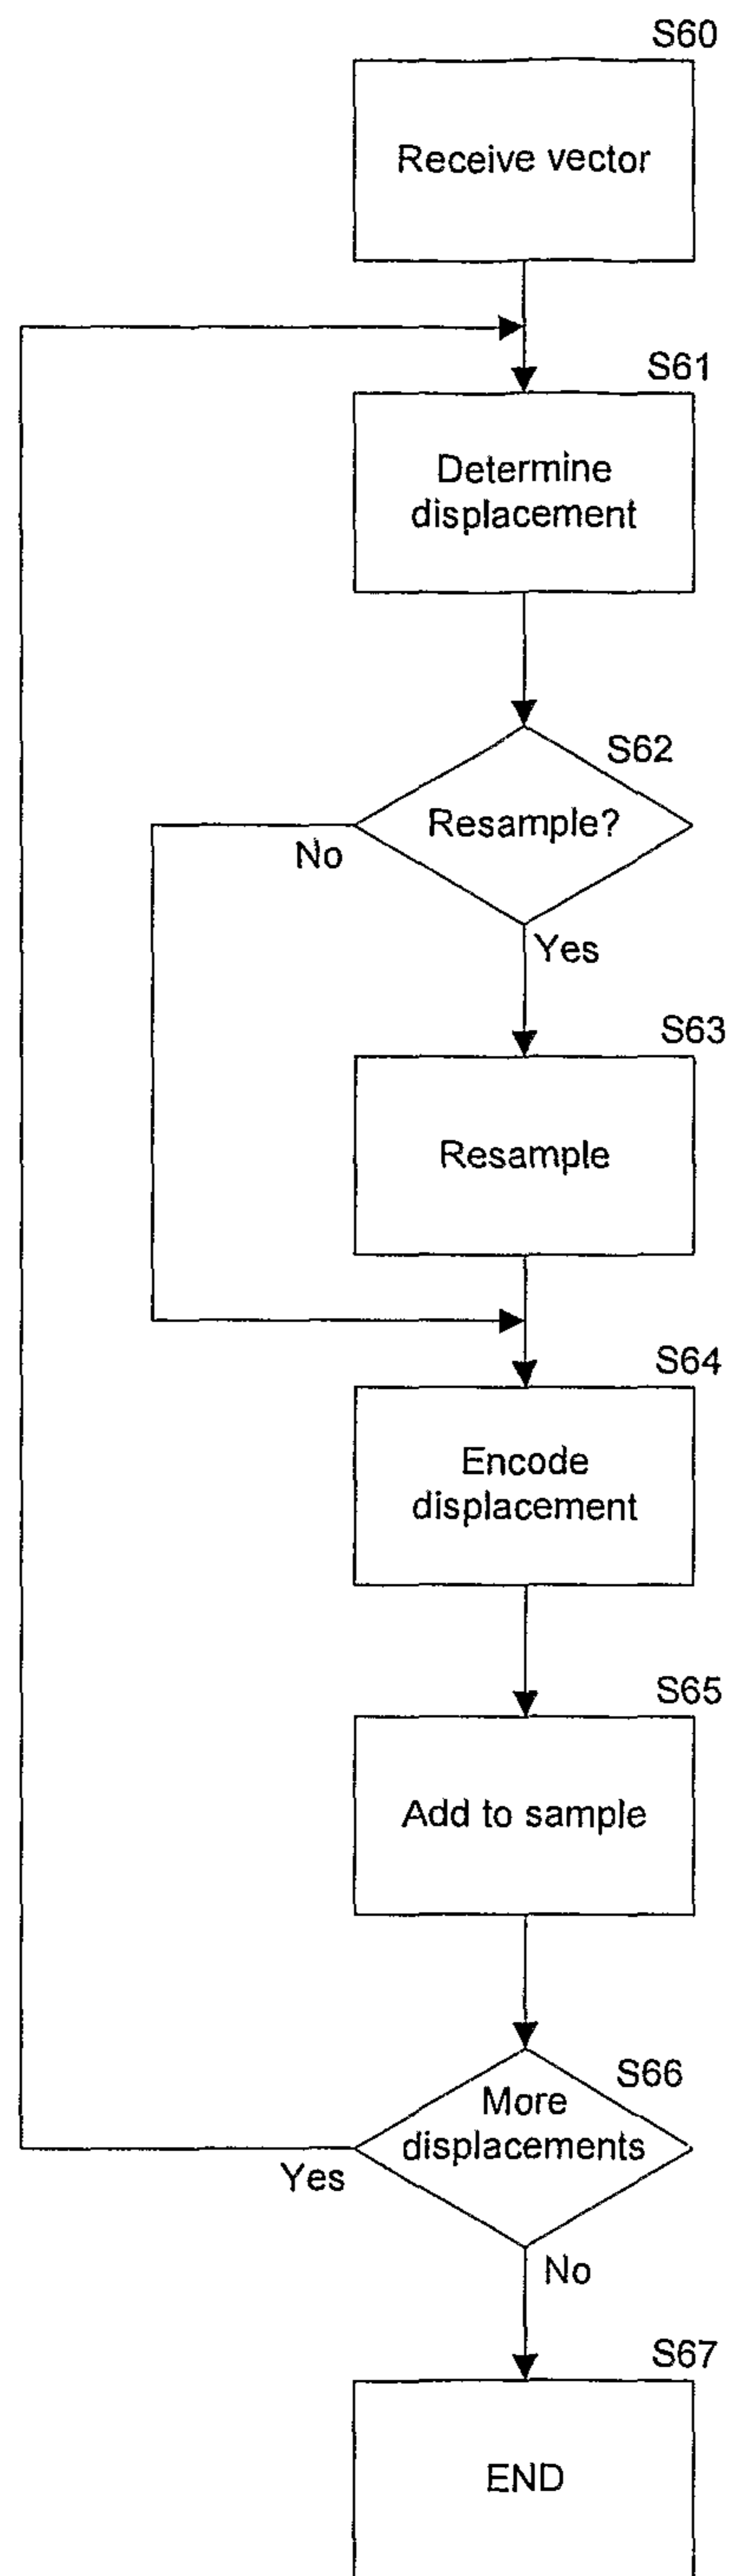 S60
Receive vector
S61
Determine
displacement
S62
Resample?
No
Yes
S63
Resample
S64
Encode
displacement
S65
Add to sample
S66
More
displacements
Yes
No
S67
END